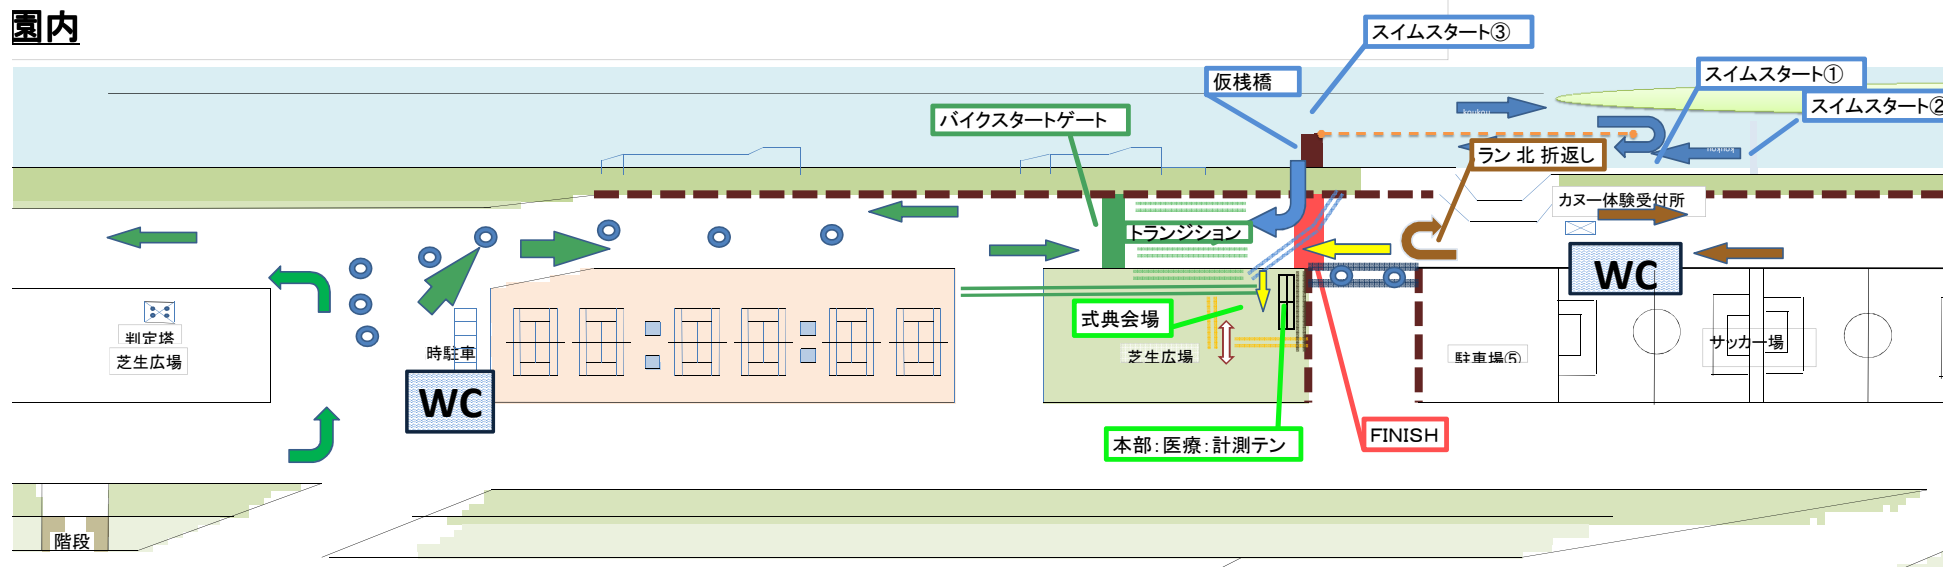 園内
スイムスタート③
仮桟橋
スイムスタート①
スイムスタート②
バイクスタートゲート
koukou
koukou
ラン 北 折返し
カヌー体験受付所
トランジション
WC
式典会場
判定塔
芝生広場
時駐車
芝生広場
駐車場⑤
サッカー場
WC
本部：医療：計測テン
FINISH
階段